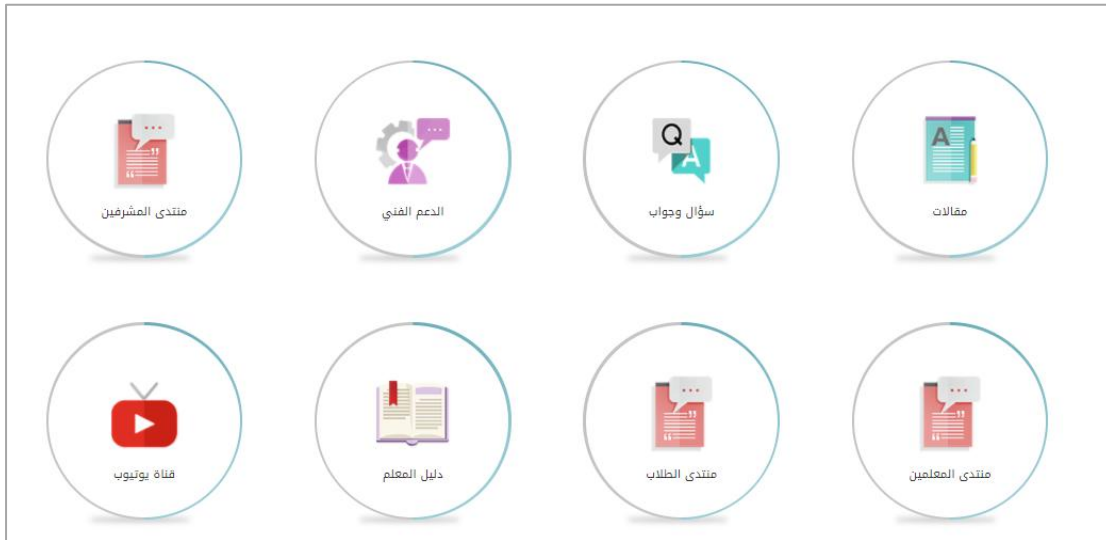 مقالات
سؤال وجواب
الدعم الفني
منتدى المشرفين
منتدى المعلمين
منتدى الطلاب
دليل المعلم
قناة يوتيوب
A
Q
A